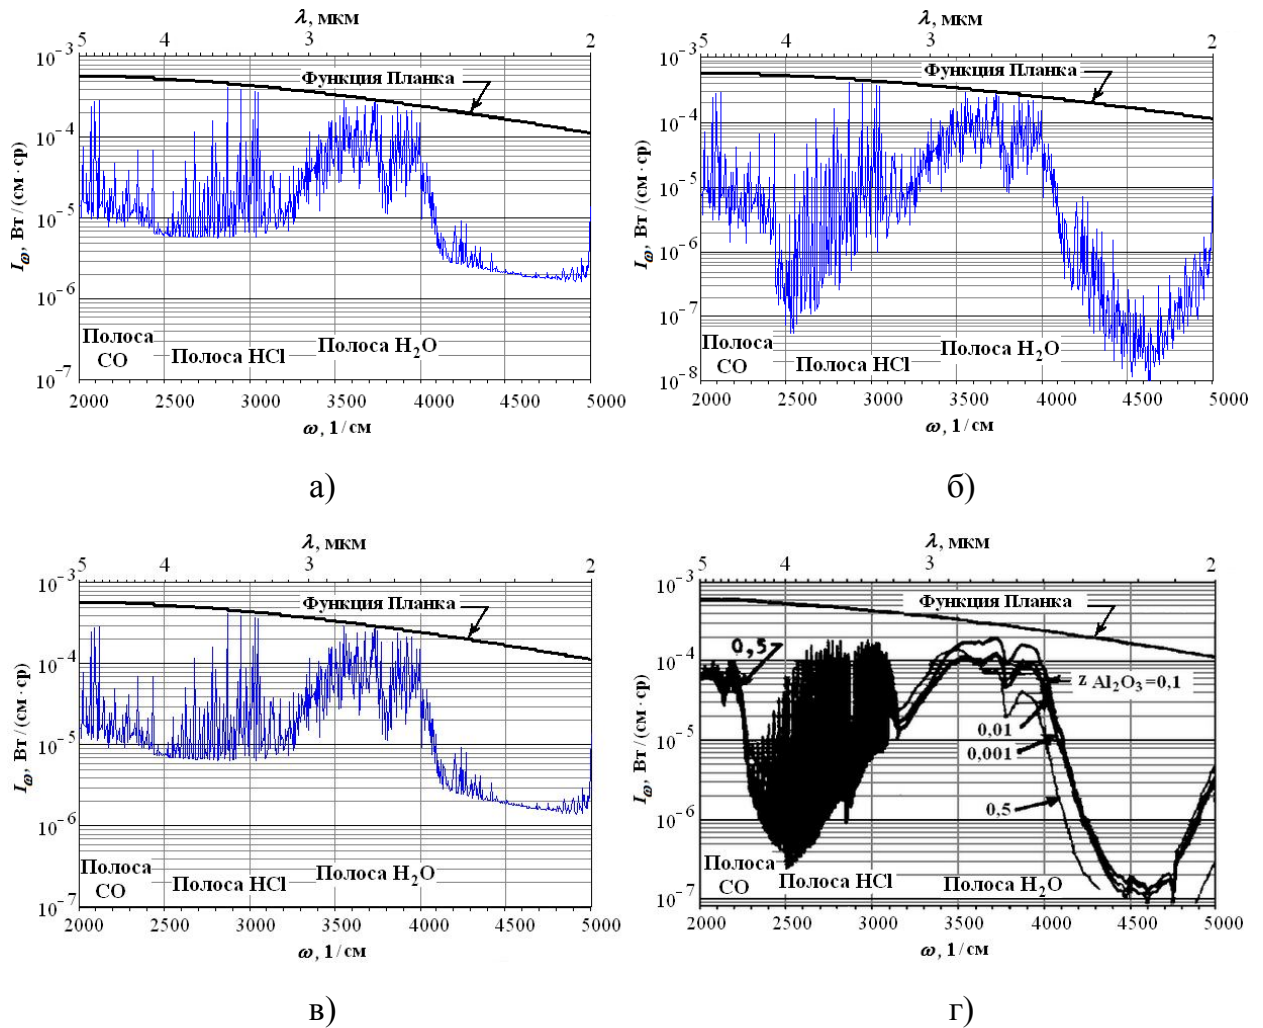 λ, мкм
5 4 3 2
10⁻³
10⁻⁴
10⁻⁵
10⁻⁶
10⁻⁷
I_ω, Вт/(см·ср)
Функция Планка
Полоса
CO
Полоса HCl
Полоса H₂O
2000 2500 3000 3500 4000 4500 5000
ω, 1/см
а)
λ, мкм
5 4 3 2
10⁻³
10⁻⁴
10⁻⁵
10⁻⁶
10⁻⁷
10⁻⁸
I_ω, Вт/(см·ср)
Функция Планка
Полоса
CO
Полоса HCl
Полоса H₂O
2000 2500 3000 3500 4000 4500 5000
ω, 1/см
б)
λ, мкм
5 4 3 2
10⁻³
10⁻⁴
10⁻⁵
10⁻⁶
10⁻⁷
I_ω, Вт/(см·ср)
Функция Планка
Полоса
CO
Полоса HCl
Полоса H₂O
2000 2500 3000 3500 4000 4500 5000
ω, 1/см
в)
λ, мкм
5 4 3 2
10⁻³
10⁻⁴
10⁻⁵
10⁻⁶
10⁻⁷
I_ω, Вт/(см·ср)
Функция Планка
0,5
z Al₂O₃=0,1
0,01
0,001
0,5
Полоса
CO
Полоса HCl
Полоса H₂O
2000 2500 3000 3500 4000 4500 5000
ω, 1/см
г)